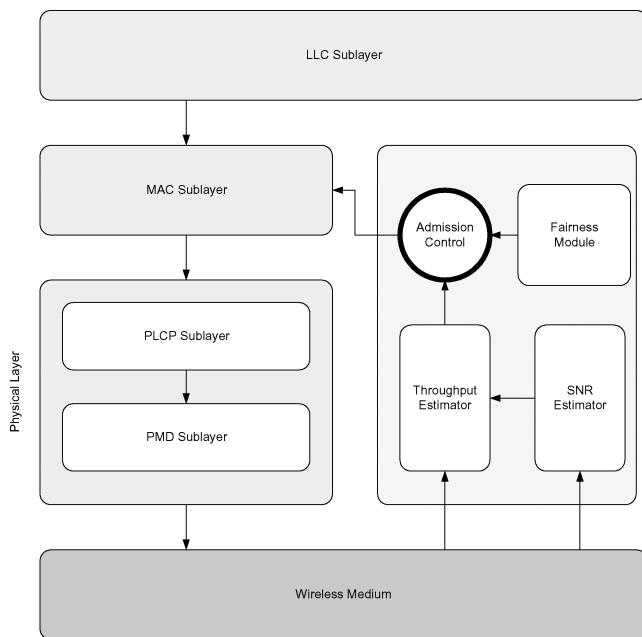 LLC Sublayer
MAC Sublayer
Admission
Control
Fairness
Module
Physical Layer
PLCP Sublayer
PMD Sublayer
Throughput
Estimator
SNR
Estimator
Wireless Medium